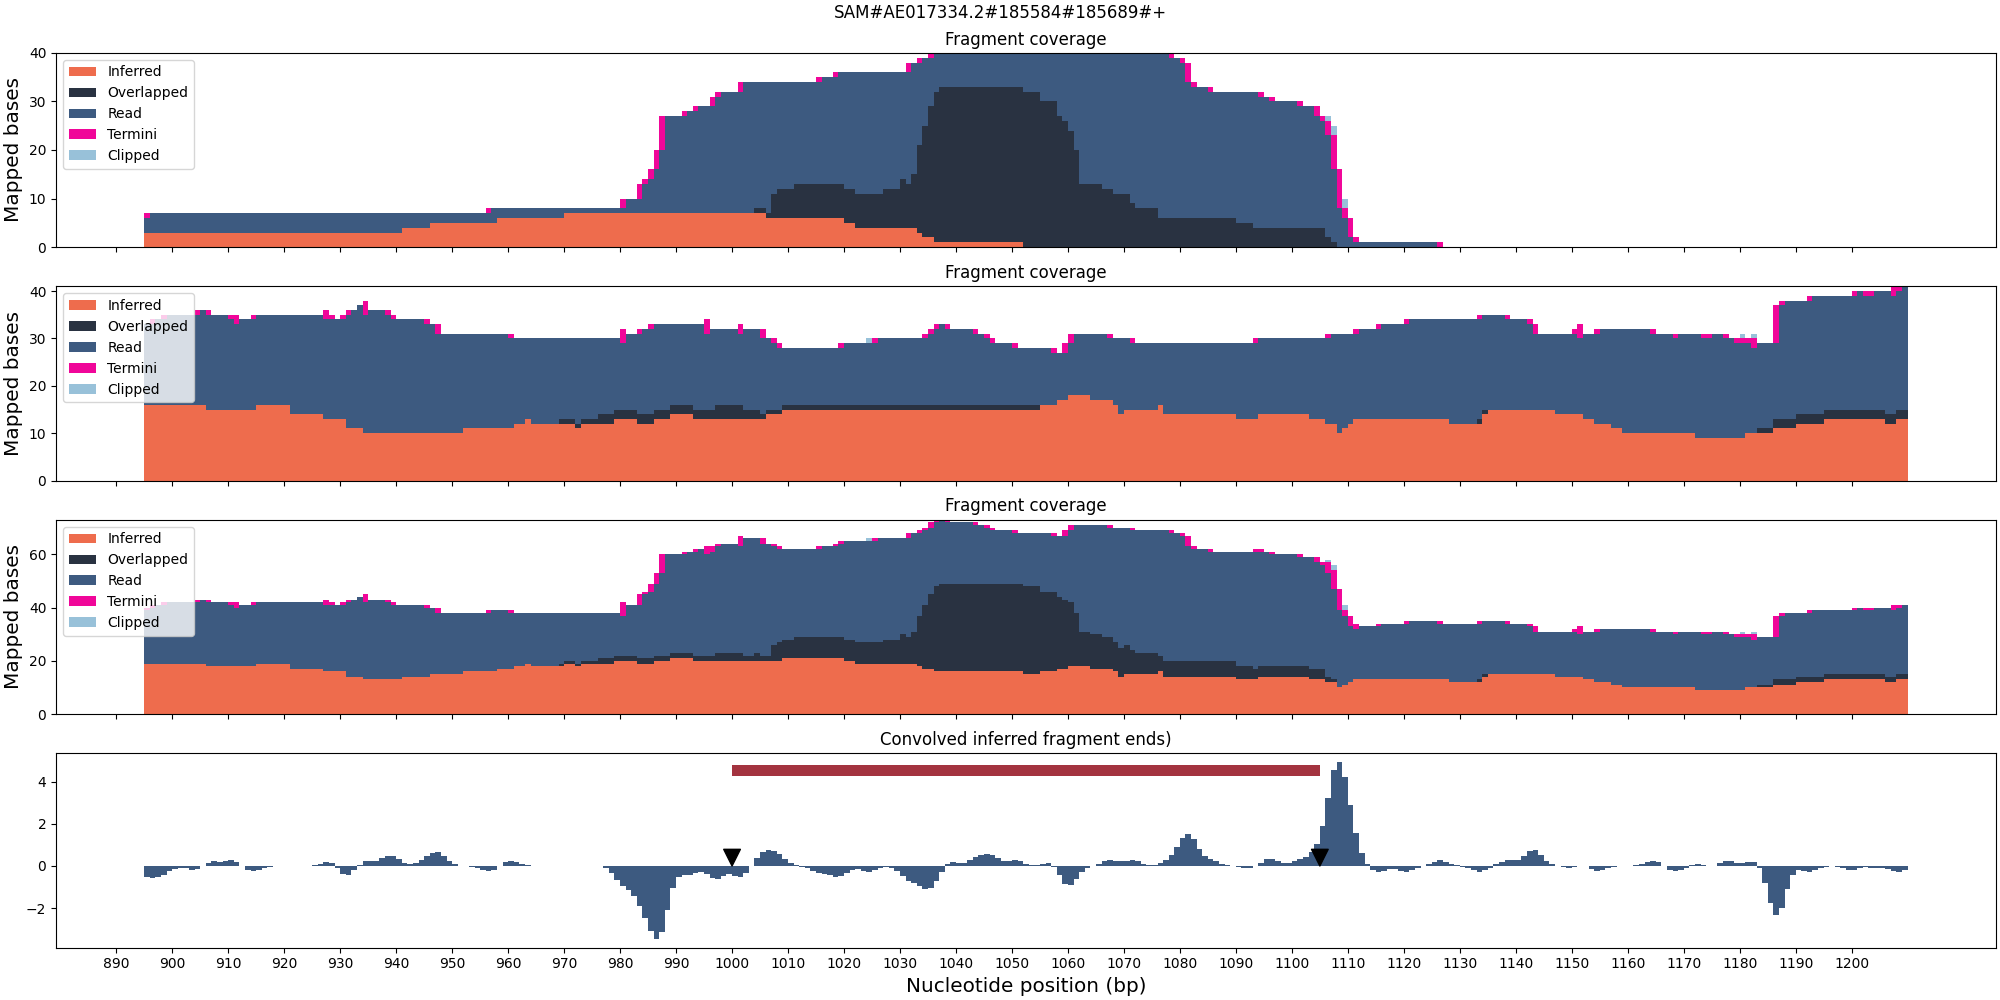 SAM#AE017334.2#185584#185689#+
Fragment coverage
Mapped bases
40
30
20
10
0
Inferred
Overlapped
Read
Termini
Clipped
Fragment coverage
Mapped bases
40
30
20
10
0
Inferred
Overlapped
Read
Termini
Clipped
Fragment coverage
Mapped bases
60
40
20
0
Inferred
Overlapped
Read
Termini
Clipped
Convolved inferred fragment ends)
4
2
0
−2
890 900 910 920 930 940 950 960 970 980 990 1000 1010 1020 1030 1040 1050 1060 1070 1080 1090 1100 1110 1120 1130 1140 1150 1160 1170 1180 1190 1200
Nucleotide position (bp)